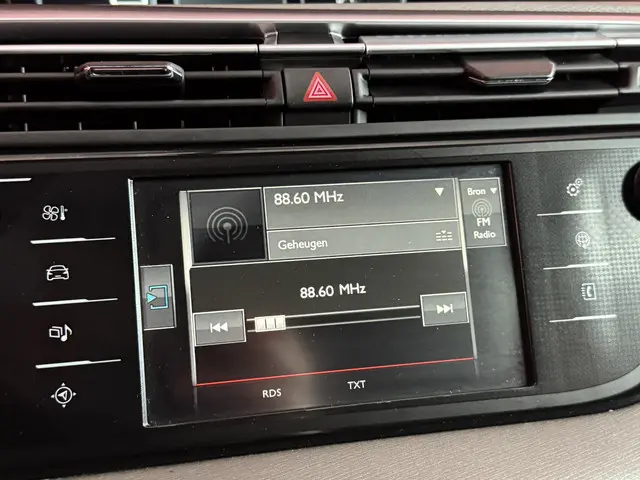 88.60 MHz
Bron
FM
Radio
Geheugen
88.60 MHz
RDS
TXT